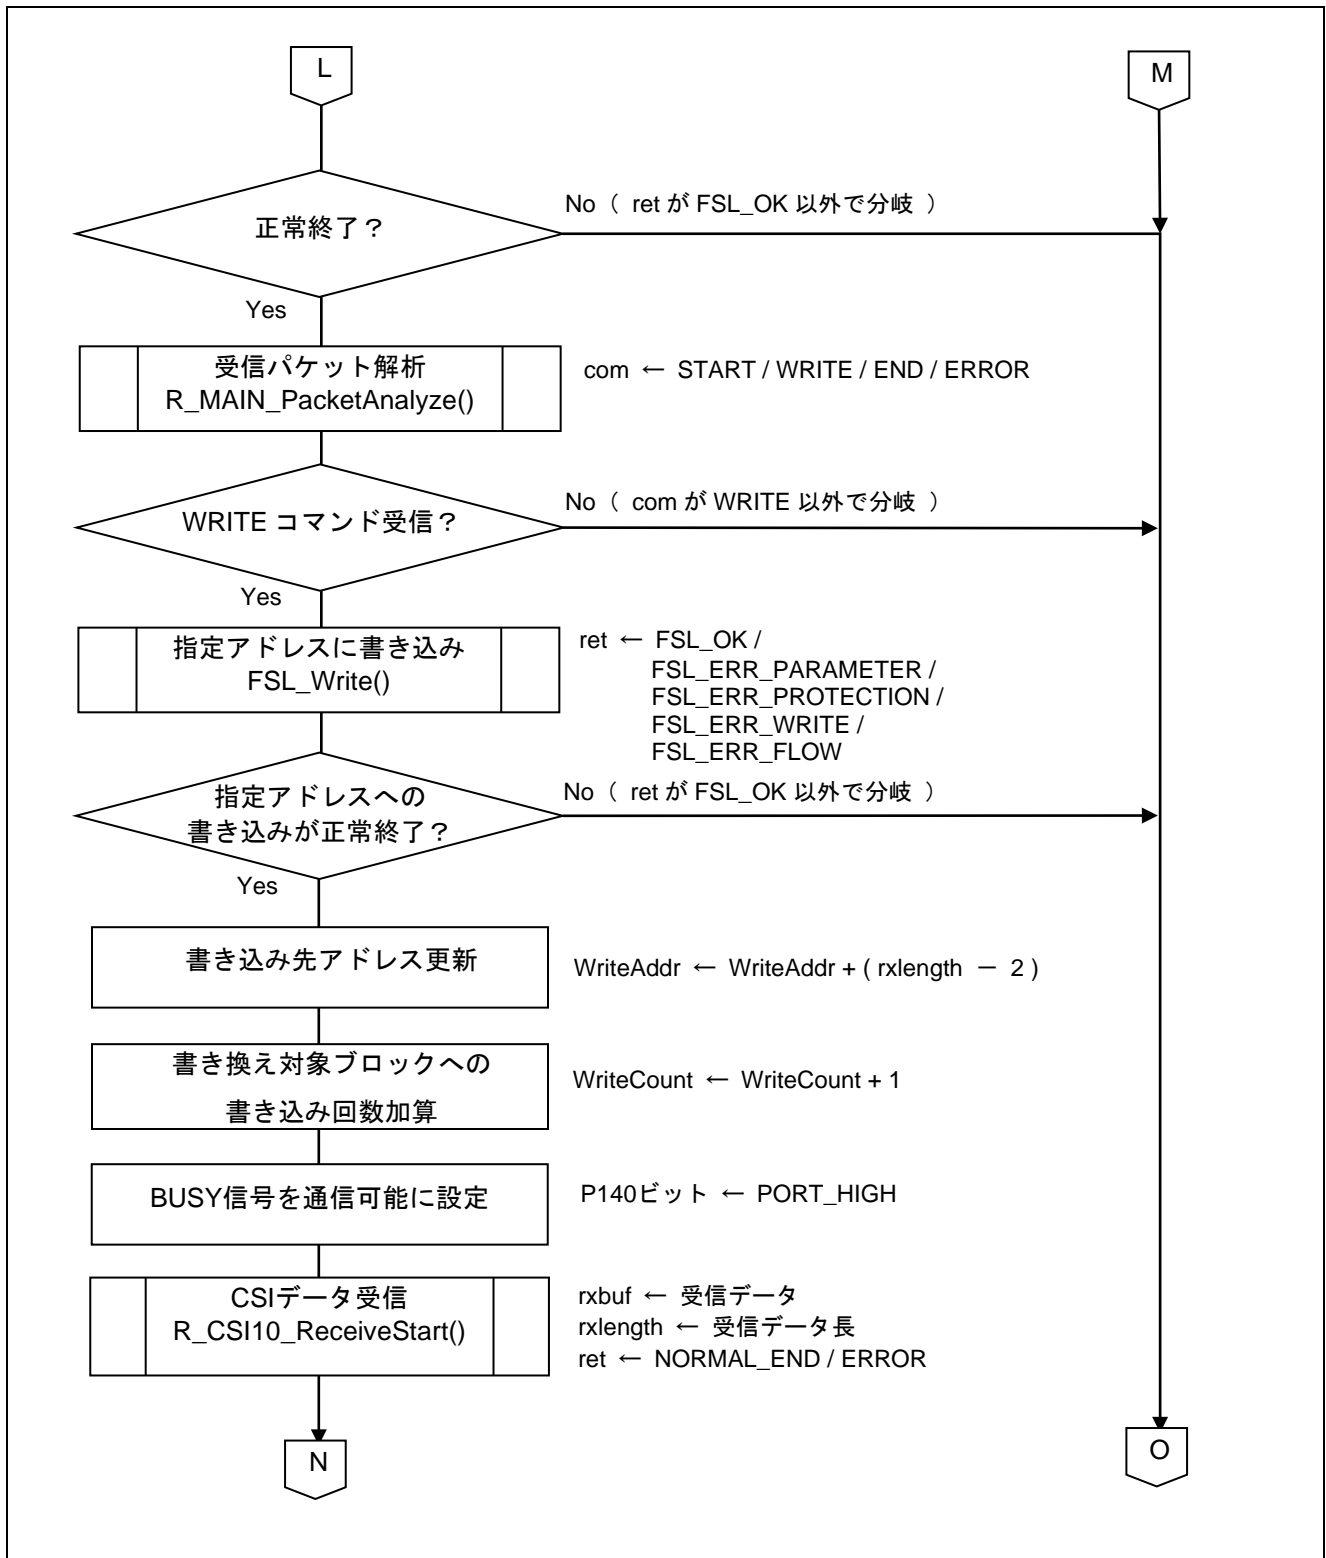 L
M
No（ ret が FSL_OK 以外で分岐 ）
正常終了？
Yes
受信パケット解析
R_MAIN_PacketAnalyze()
com ← START / WRITE / END / ERROR
No（ com が WRITE 以外で分岐 ）
WRITE コマンド受信？
Yes
指定アドレスに書き込み
FSL_Write()
ret ← FSL_OK /
FSL_ERR_PARAMETER /
FSL_ERR_PROTECTION /
FSL_ERR_WRITE /
FSL_ERR_FLOW
No（ ret が FSL_OK 以外で分岐 ）
指定アドレスへの
書き込みが正常終了？
Yes
書き込み先アドレス更新
WriteAddr ← WriteAddr + ( rxlength － 2 )
書き換え対象ブロックへの
書き込み回数加算
WriteCount ← WriteCount + 1
BUSY信号を通信可能に設定
P140ビット ← PORT_HIGH
CSIデータ受信
R_CSI10_ReceiveStart()
rxbuf ← 受信データ
rxlength ← 受信データ長
ret ← NORMAL_END / ERROR
N
O